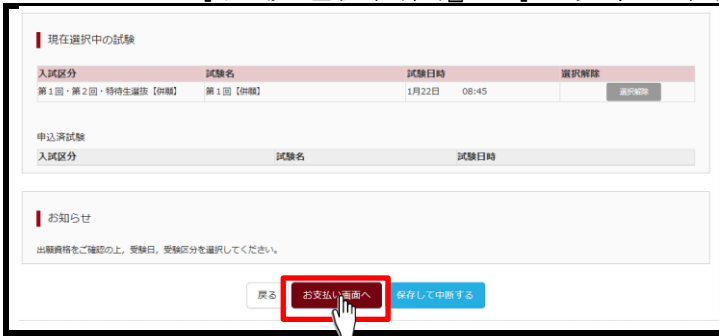 現在選択中の試験
入試区分 試験名 試験日時 選択解除
第1回・第2回・特待生選抜【併願】 第1回【併願】 1月22日 08:45 選択解除
申込済試験
入試区分 試験名 試験日時
お知らせ
出願資格をご確認の上，受験日，受験区分を選択してください。
戻る お支払い画面へ 保存して中断する